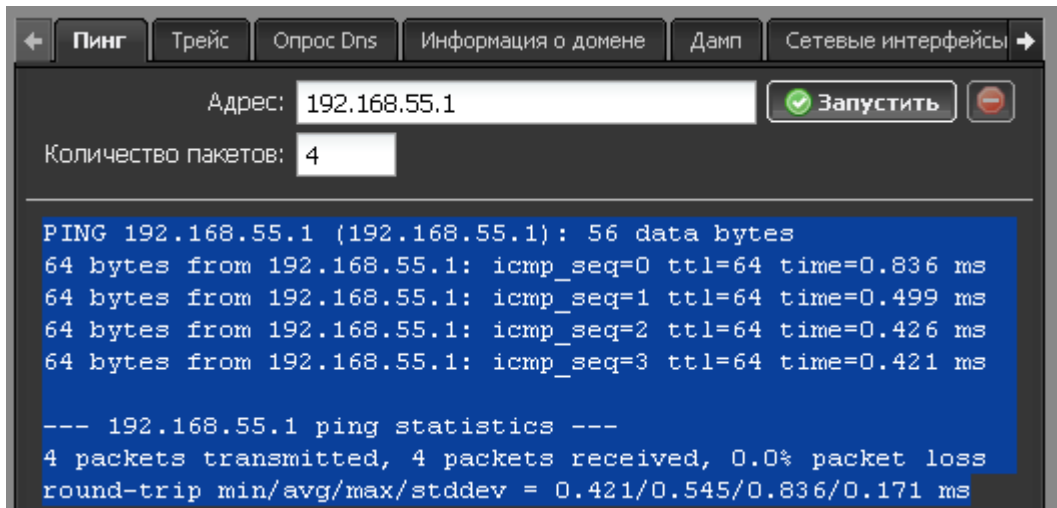 Пинг Трейс Опрос Dns Информация о домене Дамп Сетевые интерфейсы
Адрес: 192.168.55.1 Запустить
Количество пакетов: 4
PING 192.168.55.1 (192.168.55.1): 56 data bytes
64 bytes from 192.168.55.1: icmp_seq=0 ttl=64 time=0.836 ms
64 bytes from 192.168.55.1: icmp_seq=1 ttl=64 time=0.499 ms
64 bytes from 192.168.55.1: icmp_seq=2 ttl=64 time=0.426 ms
64 bytes from 192.168.55.1: icmp_seq=3 ttl=64 time=0.421 ms
--- 192.168.55.1 ping statistics ---
4 packets transmitted, 4 packets received, 0.0% packet loss
round-trip min/avg/max/stddev = 0.421/0.545/0.836/0.171 ms